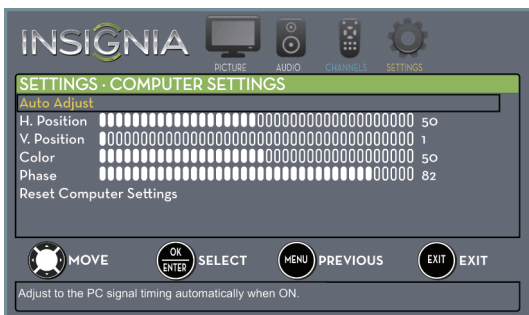 INSIGNIA
PICTURE AUDIO CHANNELS SETTINGS
SETTINGS · COMPUTER SETTINGS
Auto Adjust
H. Position 50
V. Position 1
Color 50
Phase 82
Reset Computer Settings
MOVE OK ENTER SELECT MENU PREVIOUS EXIT EXIT
Adjust to the PC signal timing automatically when ON.